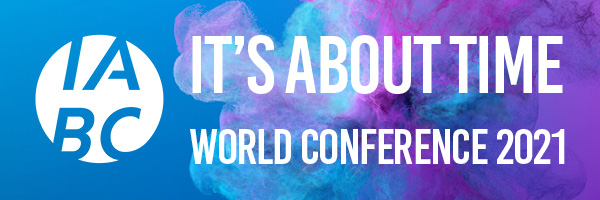 IA
BC
IT'S ABOUT TIME
WORLD CONFERENCE 2021